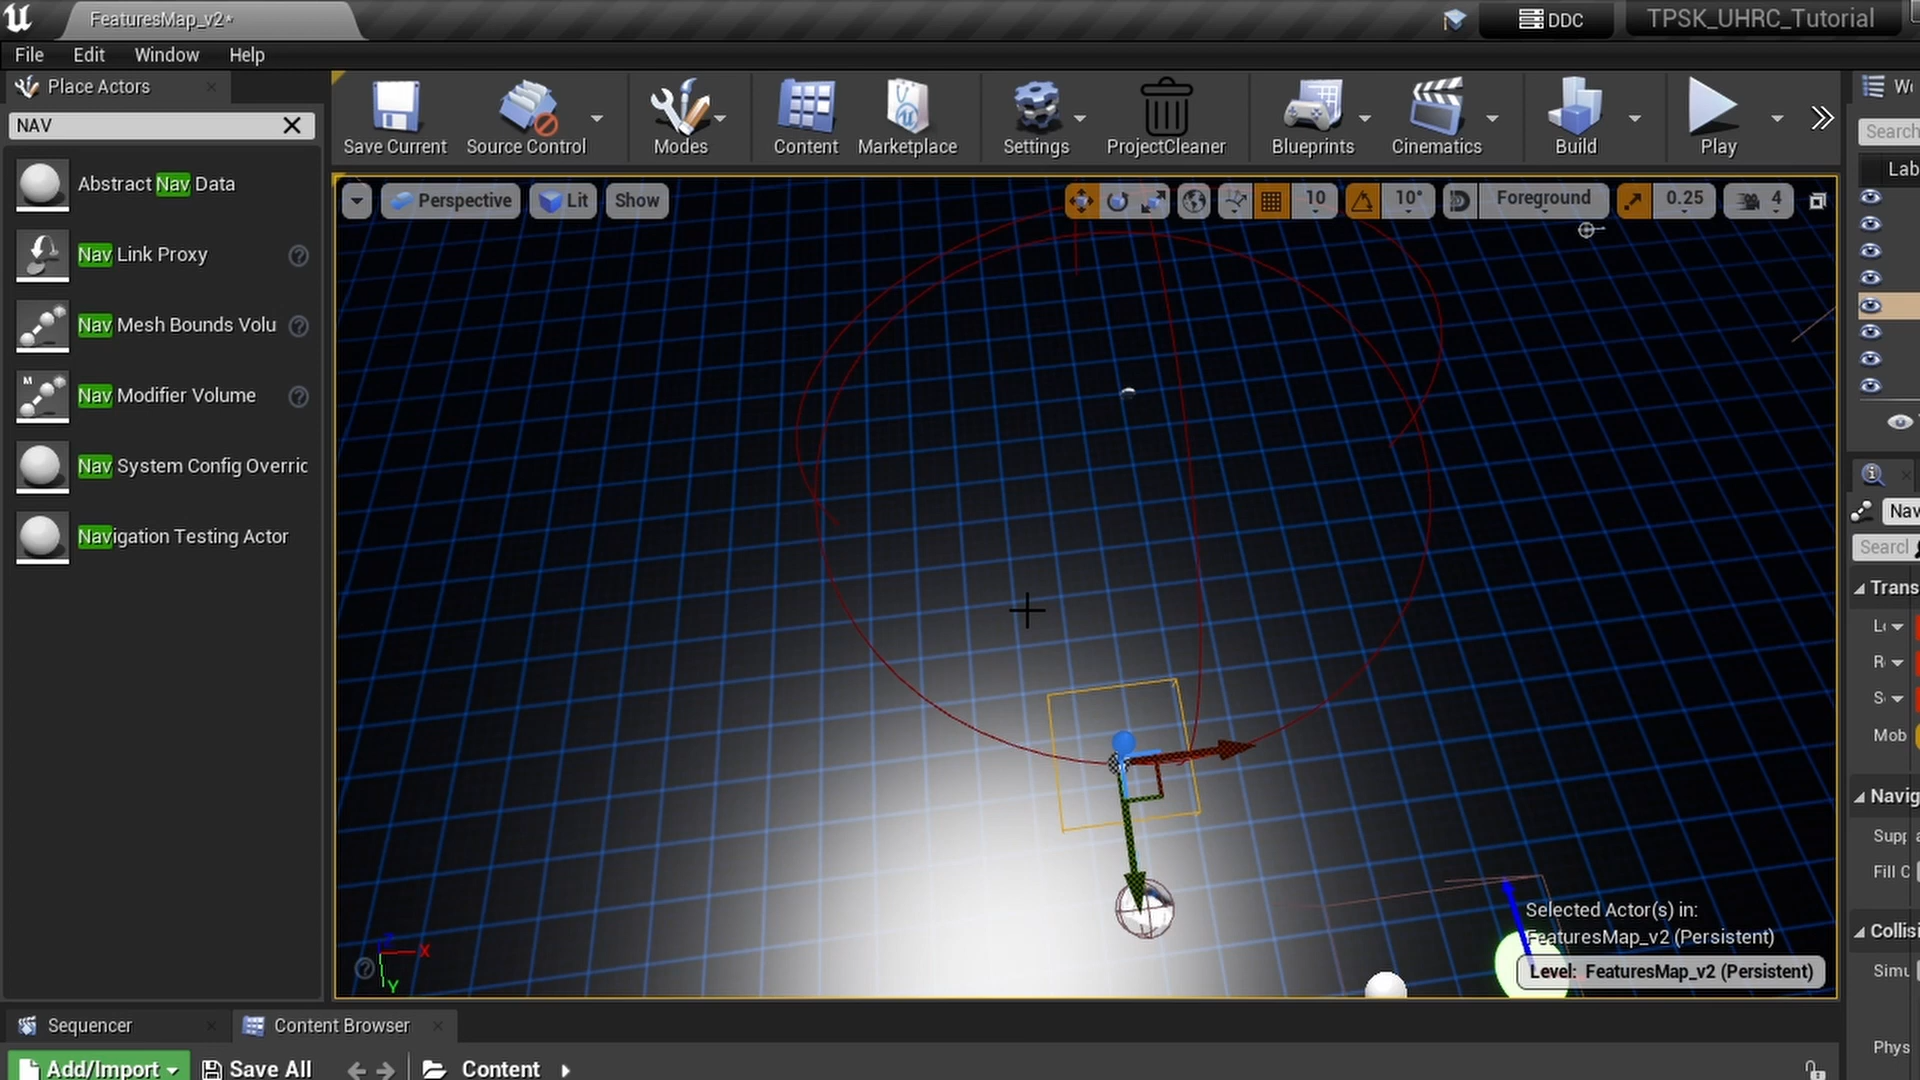 FeaturesMap_v2*
DDC
TPSK_UHRC_Tutorial
File Edit Window Help
Place Actors
NAV
Abstract Nav Data
Nav Link Proxy
Nav Mesh Bounds Volu
M
Nav Modifier Volume
Nav System Config Overric
Navigation Testing Actor
Save Current
Source Control
Modes
Content
Marketplace
Settings
ProjectCleaner
Blueprints
Cinematics
Build
Play
Perspective
Lit
Show
10
10°
Foreground
0.25
4
X
Y
Selected Actor(s) in:
FeaturesMap_v2 (Persistent)
Level: FeaturesMap_v2 (Persistent)
Search
Lab
Nav
Search
Trans
Mob
Navig
Supp
Fill C
Collisi
Simu
Phys
Sequencer
Content Browser
Add/Import
Save All
Content